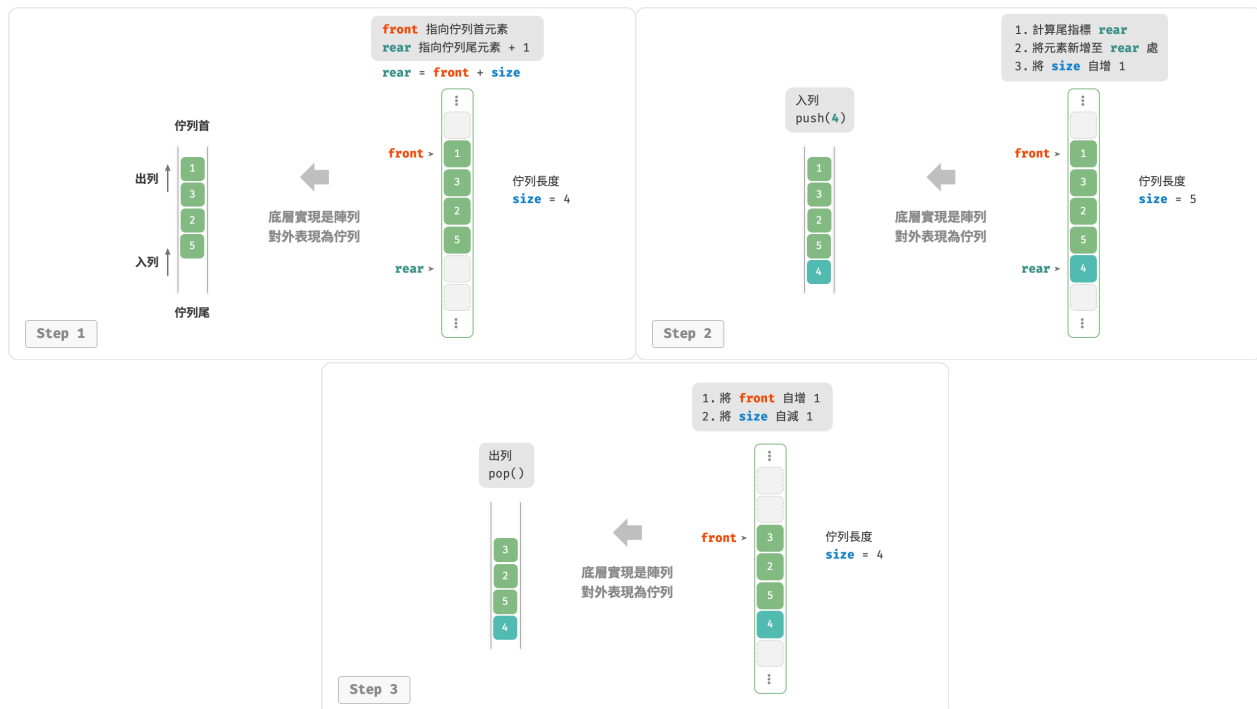 front 指向佇列首元素
rear 指向佇列尾元素 + 1
rear = front + size
佇列首
出列
入列
佇列尾
1
3
2
5
底層實現是陣列
對外表現為佇列
front
rear
1
3
2
5
佇列長度
size = 4
Step 1
1. 計算尾指標 rear
2. 將元素新增至 rear 處
3. 將 size 自增 1
入列
push(4)
1
3
2
5
4
底層實現是陣列
對外表現為佇列
front
rear
1
3
2
5
4
佇列長度
size = 5
Step 2
1. 將 front 自增 1
2. 將 size 自減 1
出列
pop()
3
2
5
4
底層實現是陣列
對外表現為佇列
front
3
2
5
4
佇列長度
size = 4
Step 3